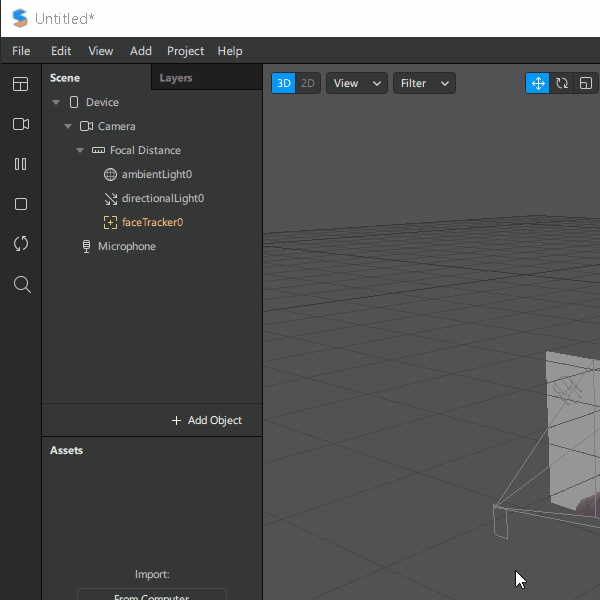 Untitled*
File Edit View Add Project Help
Scene Layers
3D 2D View Filter
Device
Camera
Focal Distance
ambientLight0
directionalLight0
faceTracker0
Microphone
+ Add Object
Assets
Import:
From Computer